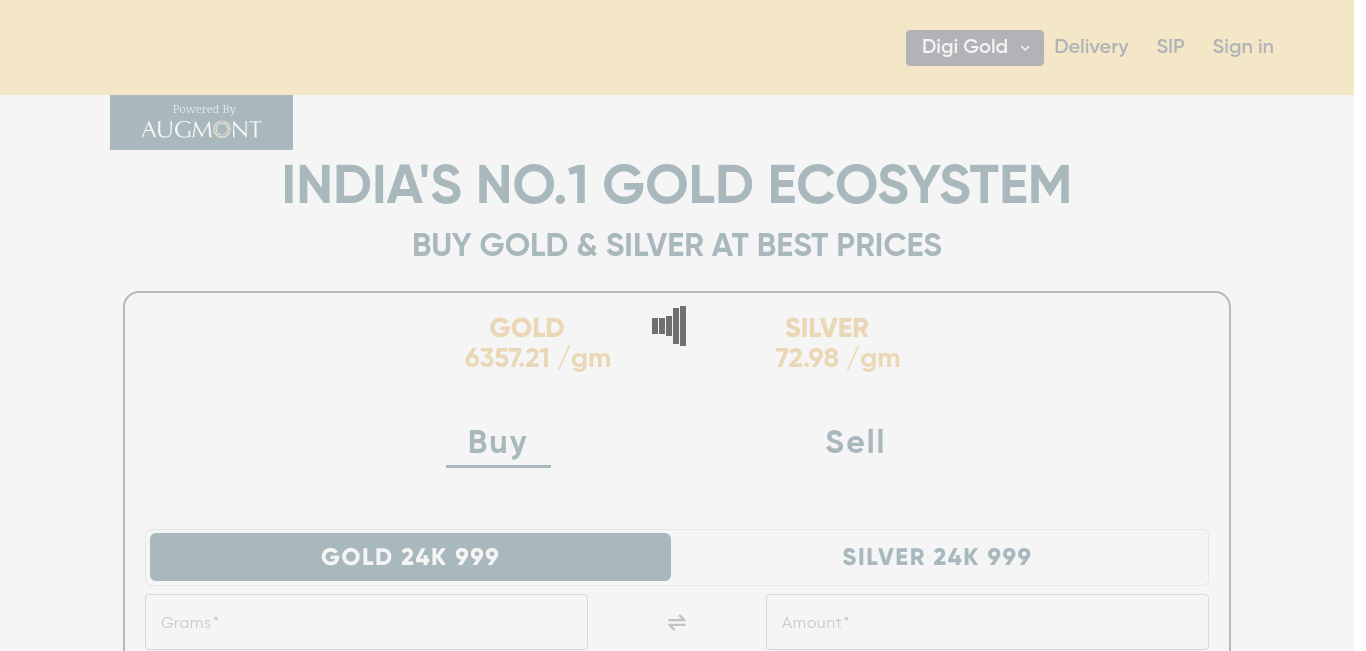 Digi Gold Delivery SIP Sign in
Powered By
AUGMONT
INDIA'S NO.1 GOLD ECOSYSTEM
BUY GOLD & SILVER AT BEST PRICES
GOLD SILVER
6357.21 /gm 72.98 /gm
Buy Sell
GOLD 24K 999 SILVER 24K 999
Grams* Amount*